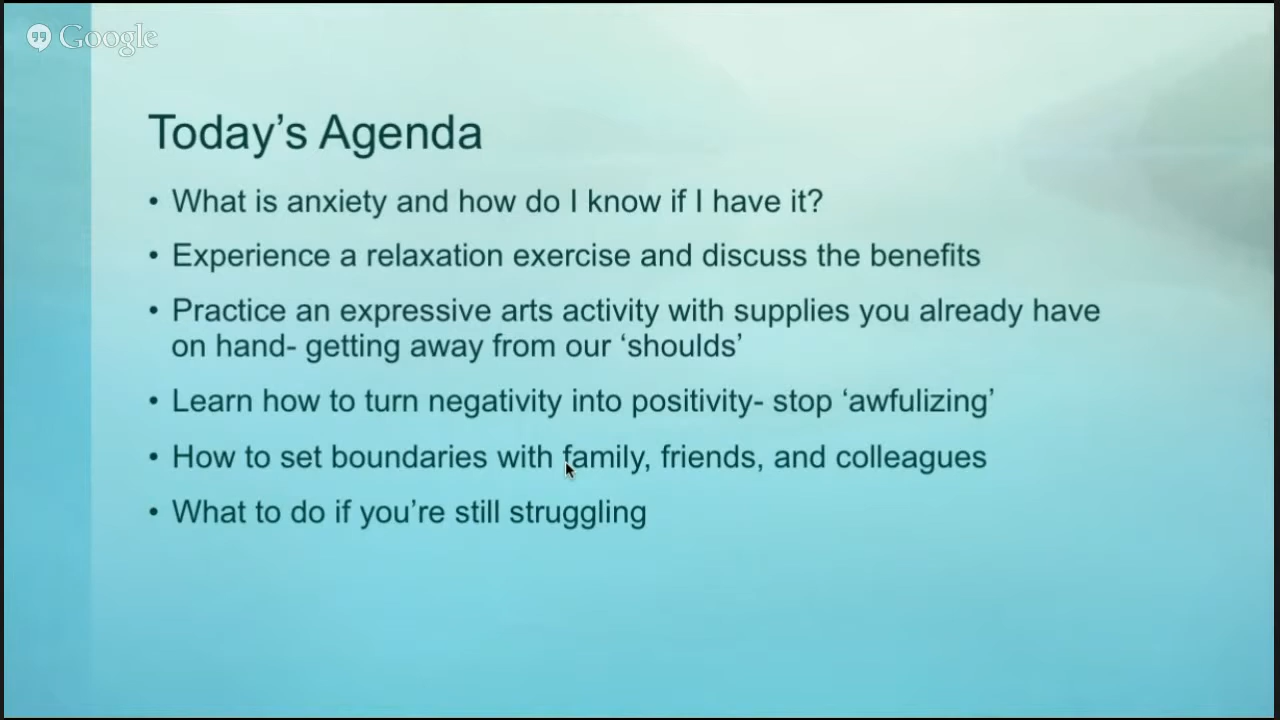 Google
Today’s Agenda
• What is anxiety and how do I know if I have it?
• Experience a relaxation exercise and discuss the benefits
• Practice an expressive arts activity with supplies you already have
on hand- getting away from our ‘shoulds’
• Learn how to turn negativity into positivity- stop ‘awfulizing’
• How to set boundaries with family, friends, and colleagues
• What to do if you’re still struggling